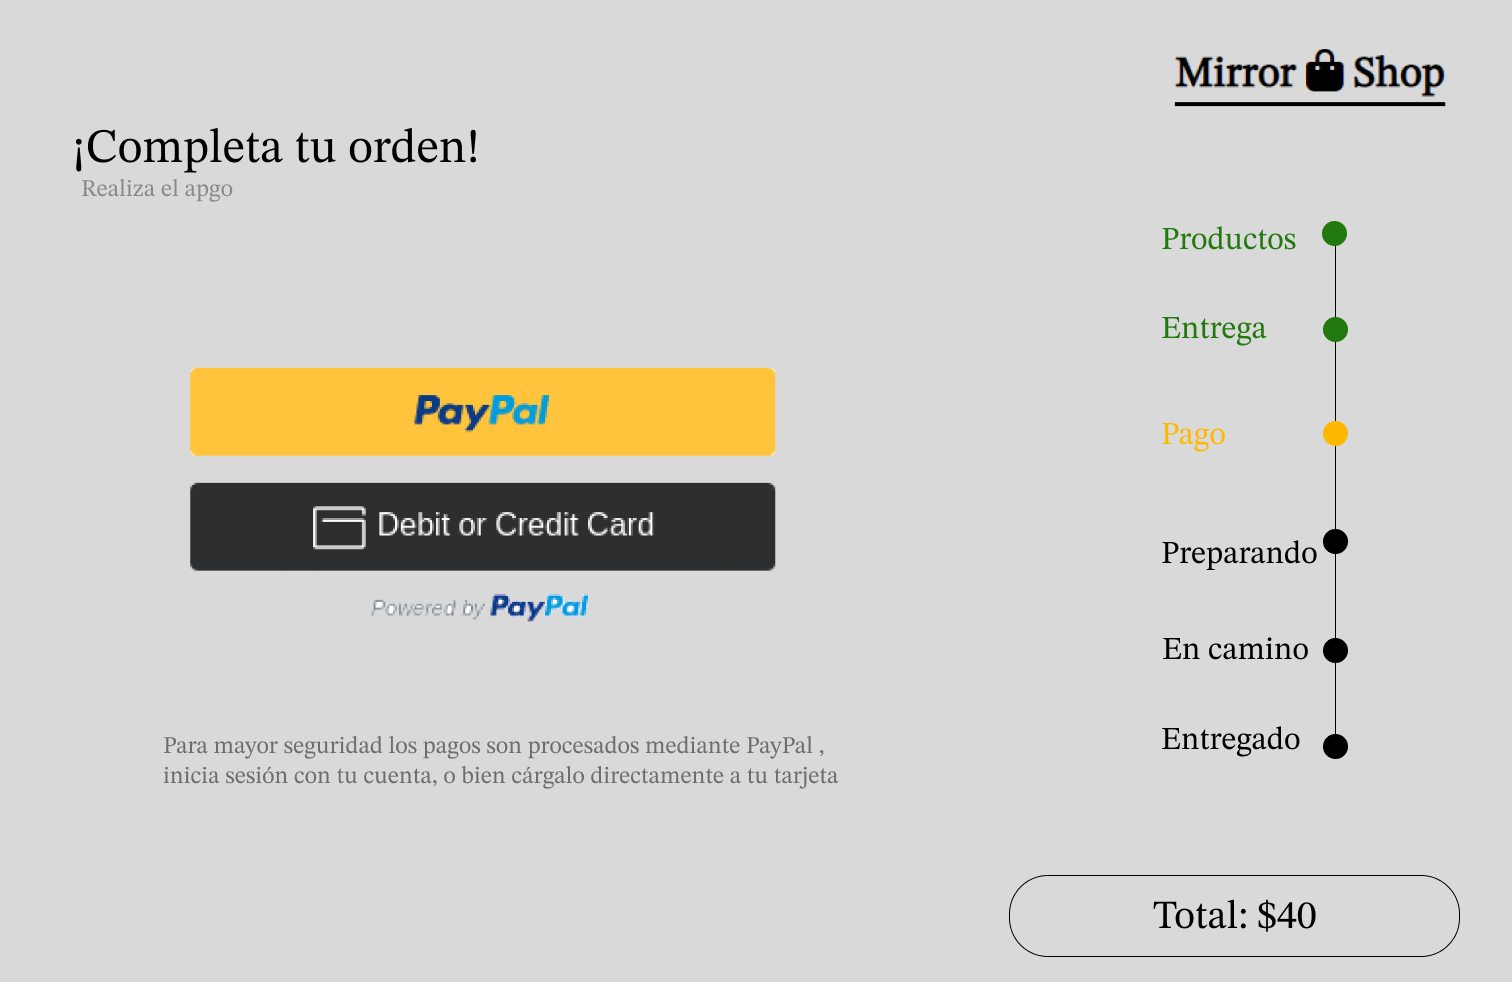 Mirror Shop
¡Completa tu orden!
Realiza el apgo
Productos
Entrega
Pago
Preparando
En camino
Entregado
PayPal
Debit or Credit Card
Powered by PayPal
Para mayor seguridad los pagos son procesados mediante PayPal ,
inicia sesión con tu cuenta, o bien cárgalo directamente a tu tarjeta
Total: $40